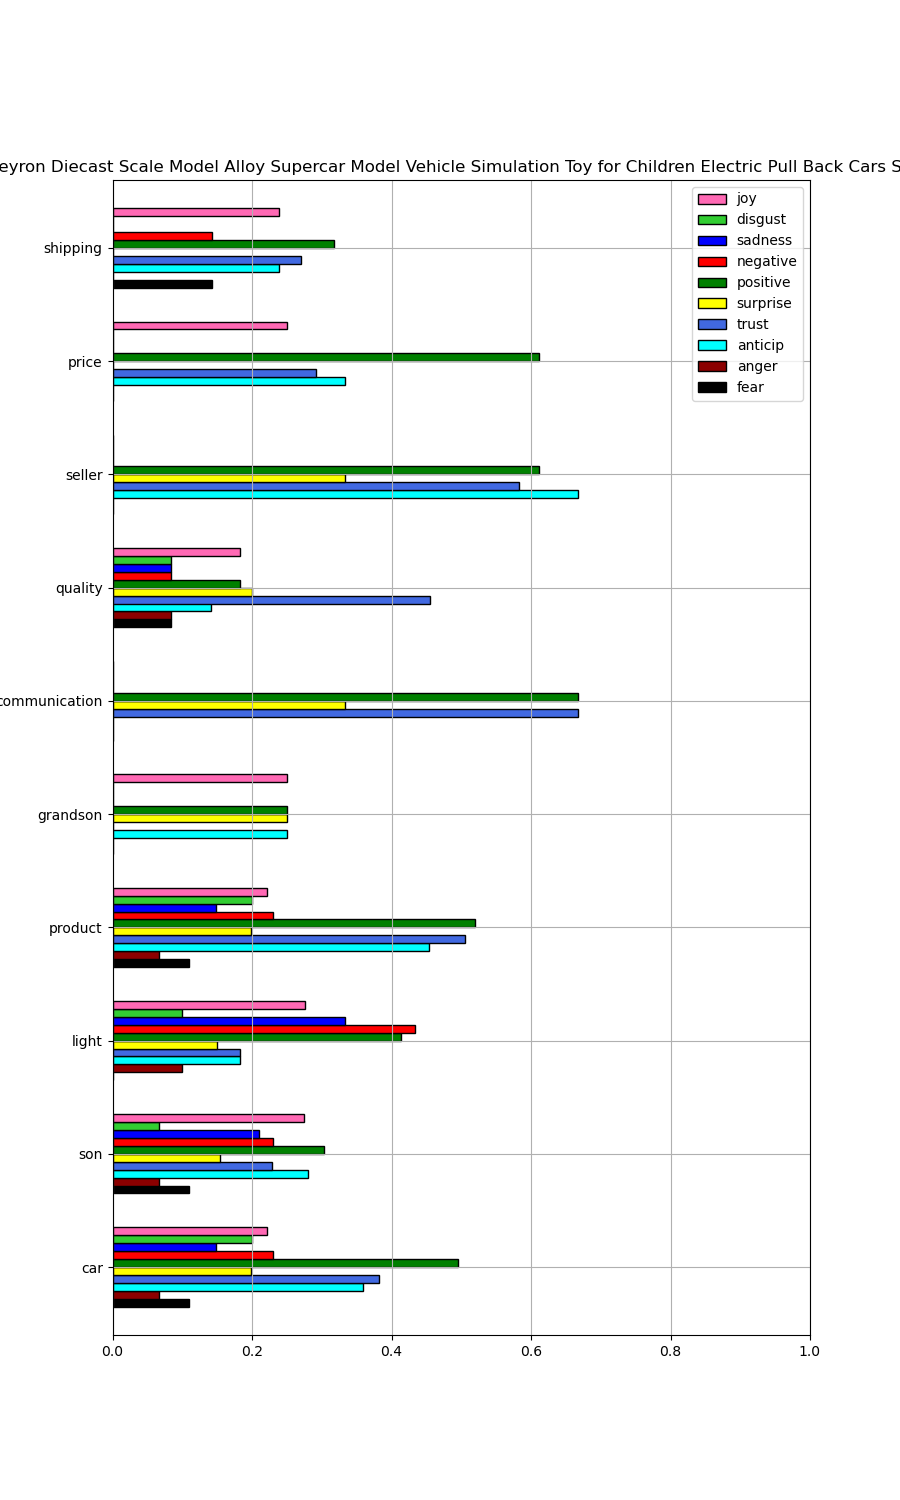 eyron Diecast Scale Model Alloy Supercar Model Vehicle Simulation Toy for Children Electric Pull Back Cars S
joy
disgust
sadness
negative
positive
surprise
trust
anticip
anger
fear
shipping
price
seller
quality
communication
grandson
product
light
son
car
0.0 0.2 0.4 0.6 0.8 1.0